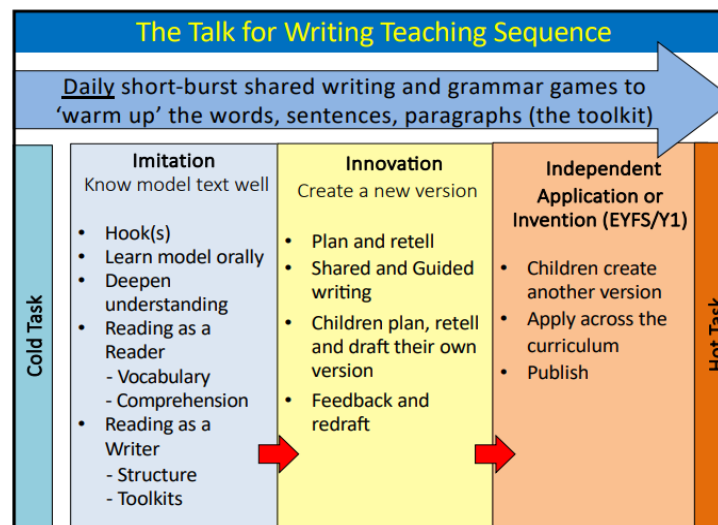 The Talk for Writing Teaching Sequence
Daily short-burst shared writing and grammar games to
‘warm up’ the words, sentences, paragraphs (the toolkit)
Cold Task
Imitation
Know model text well
• Hook(s)
• Learn model orally
• Deepen
understanding
• Reading as a
Reader
- Vocabulary
- Comprehension
• Reading as a
Writer
- Structure
- Toolkits
Innovation
Create a new version
• Plan and retell
• Shared and Guided
writing
• Children plan, retell
and draft their own
version
• Feedback and
redraft
Independent
Application or
Invention (EYFS/Y1)
• Children create
another version
• Apply across the
curriculum
• Publish
Hot Task